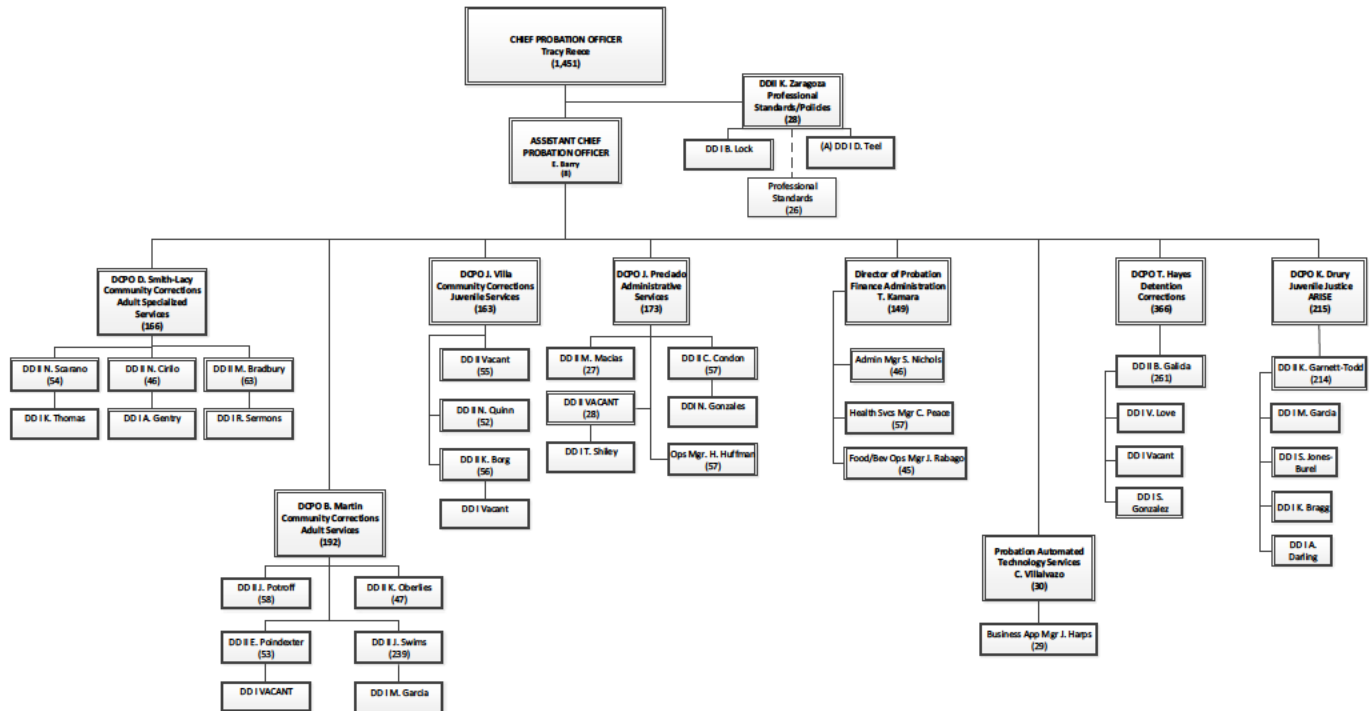 CHIEF PROBATION OFFICER
Tracy Reece
(1,451)
DDII K. Zaragoza
Professional
Standards/Policies
(28)
ASSISTANT CHIEF
PROBATION OFFICER
E. Barry
(8)
DD I B. Lock
(A) DD I D. Teel
Professional
Standards
(26)
DCPO D. Smith-Lacy
Community Corrections
Adult Specialized
Services
(166)
DD II N. Scarano
(54)
DD II N. Cirilo
(46)
DD II M. Bradbury
(63)
DD I K. Thomas
DD I A. Gentry
DD I R. Sermons
DCPO B. Martin
Community Corrections
Adult Services
(192)
DD II J. Potroff
(58)
DD II K. Oberlies
(47)
DD II E. Poindexter
(53)
DD II J. Swims
(239)
DD I VACANT
DD I M. Garcia
DCPO J. Villa
Community Corrections
Juvenile Services
(163)
DD II Vacant
(55)
DD II N. Quinn
(52)
DD II K. Borg
(56)
DD I Vacant
DCPO J. Preciado
Administrative
Services
(173)
DD II M. Macias
(27)
DD II C. Condon
(57)
DD II VACANT
(28)
DDI N. Gonzales
DD I T. Shiley
Ops Mgr. H. Huffman
(57)
Director of Probation
Finance Administration
T. Kamara
(149)
Admin Mgr S. Nichols
(46)
Health Svcs Mgr C. Peace
(57)
Food/Bev Ops Mgr J. Rabago
(45)
Probation Automated
Technology Services
C. Villalvazo
(30)
Business App Mgr J. Harps
(29)
DCPO T. Hayes
Detention
Corrections
(366)
DD II B. Galicia
(261)
DD I V. Love
DD I Vacant
DD I S.
Gonzalez
DCPO K. Drury
Juvenile Justice
ARISE
(215)
DD II K. Garnett-Todd
(214)
DD I M. Garcia
DD I S. Jones-
Burel
DD I K. Bragg
DD I A.
Darling